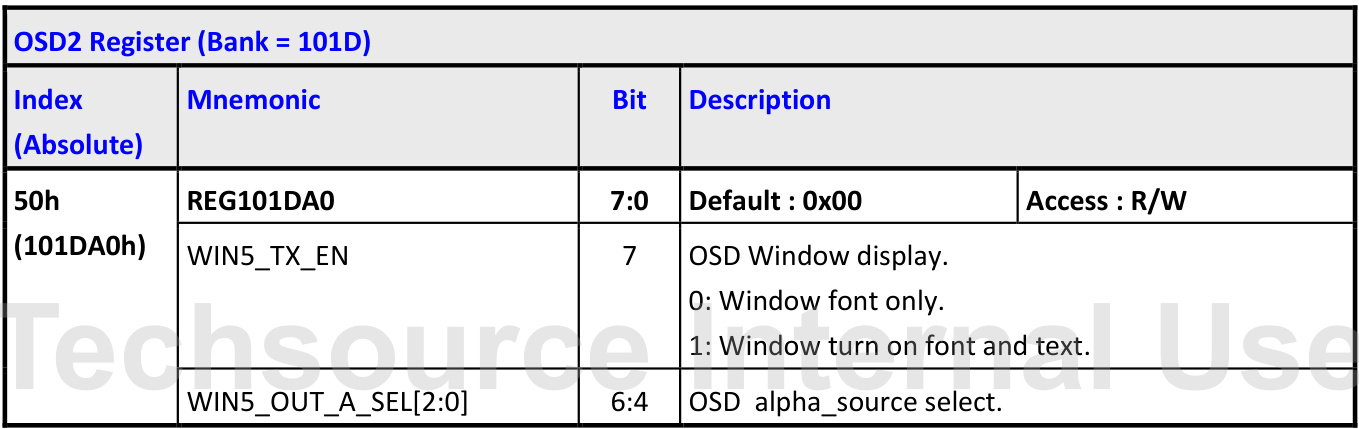 OSD2 Register (Bank = 101D)
Index (Absolute) Mnemonic Bit Description
50h (101DA0h) REG101DA0 7:0 Default : 0x00 Access : R/W
WIN5_TX_EN 7 OSD Window display.
0: Window font only.
1: Window turn on font and text.
WIN5_OUT_A_SEL[2:0] 6:4 OSD alpha_source select.
Techsource Internal Use